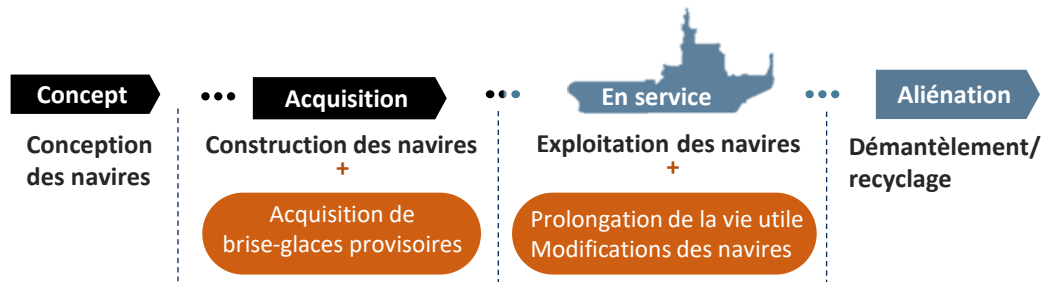 Concept
Conception
des navires
Acquisition
Construction des navires
+
Acquisition de
brise-glaces provisoires
En service
Exploitation des navires
+
Prolongation de la vie utile
Modifications des navires
Aliénation
Démantèlement/
recyclage